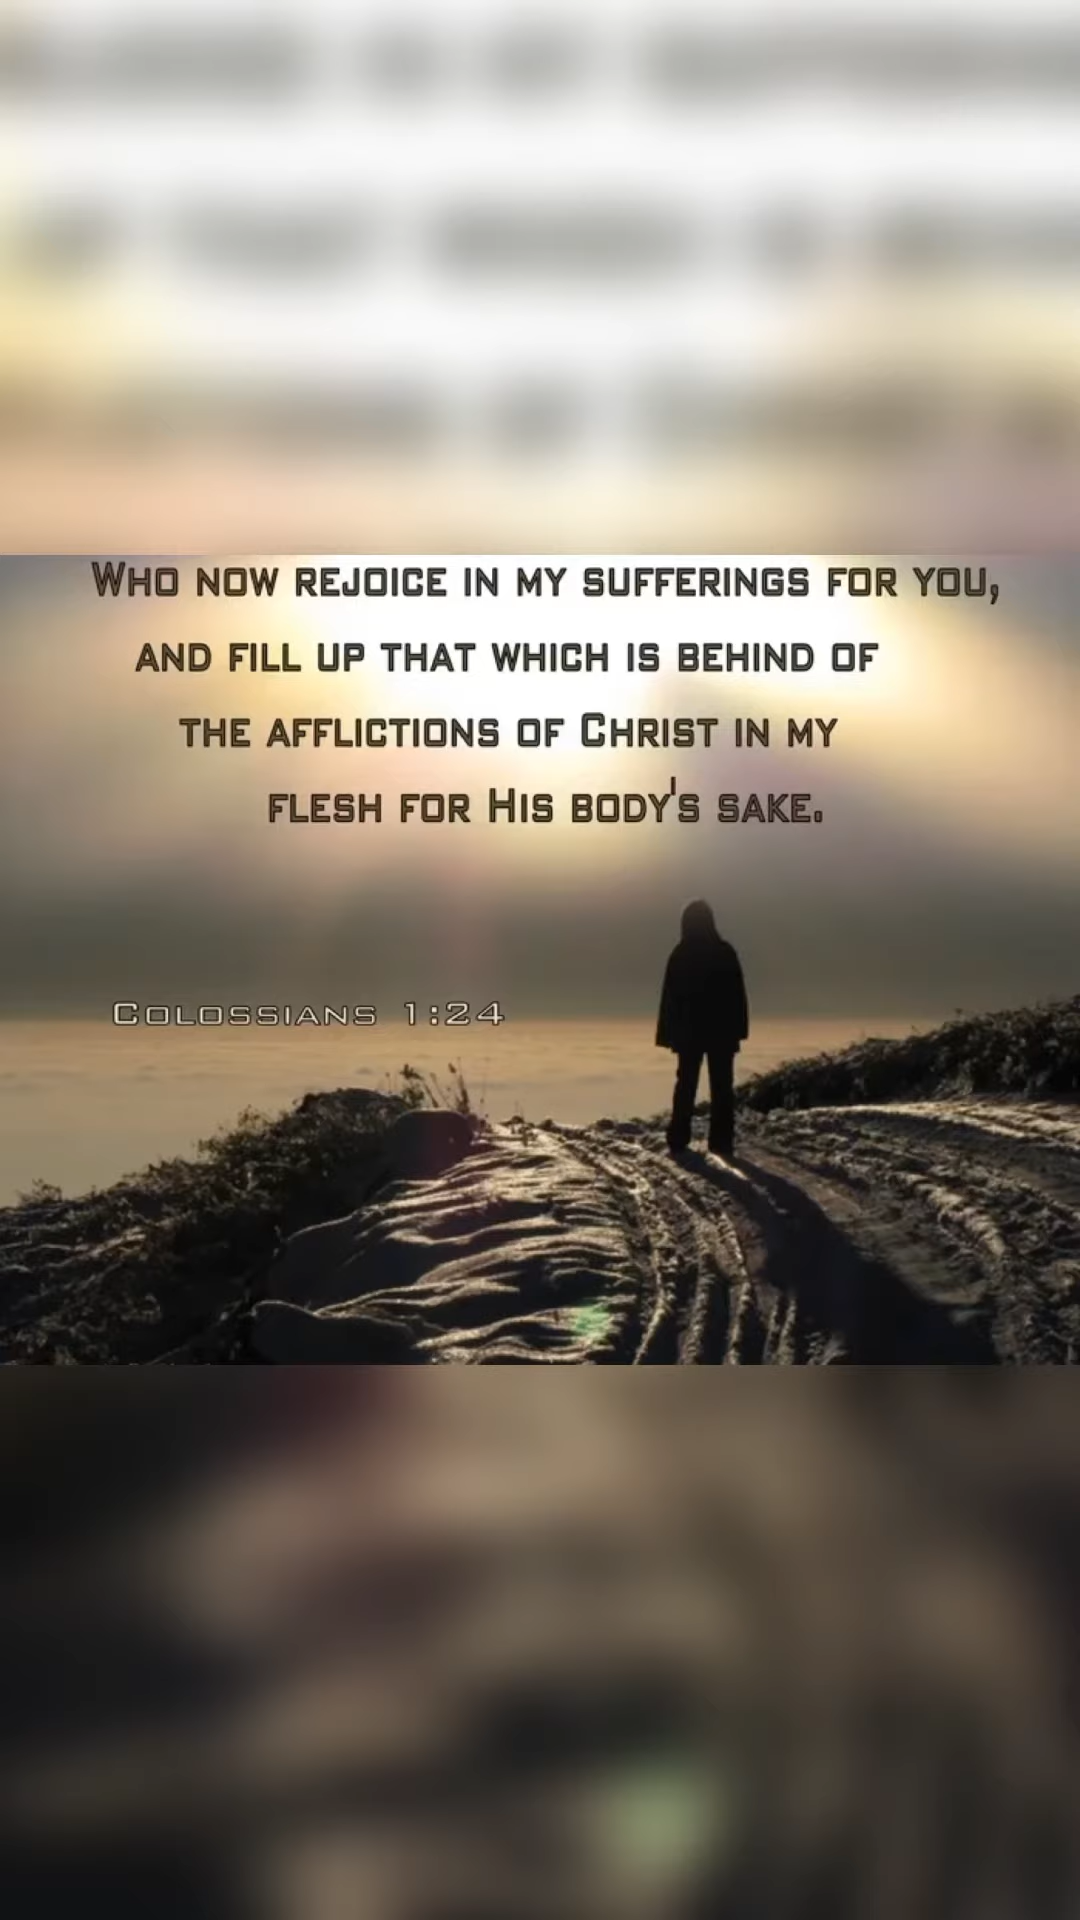 Who now rejoice in my sufferings for you,
and fill up that which is behind of
the afflictions of Christ in my
flesh for His body's sake.
Colossians 1:24